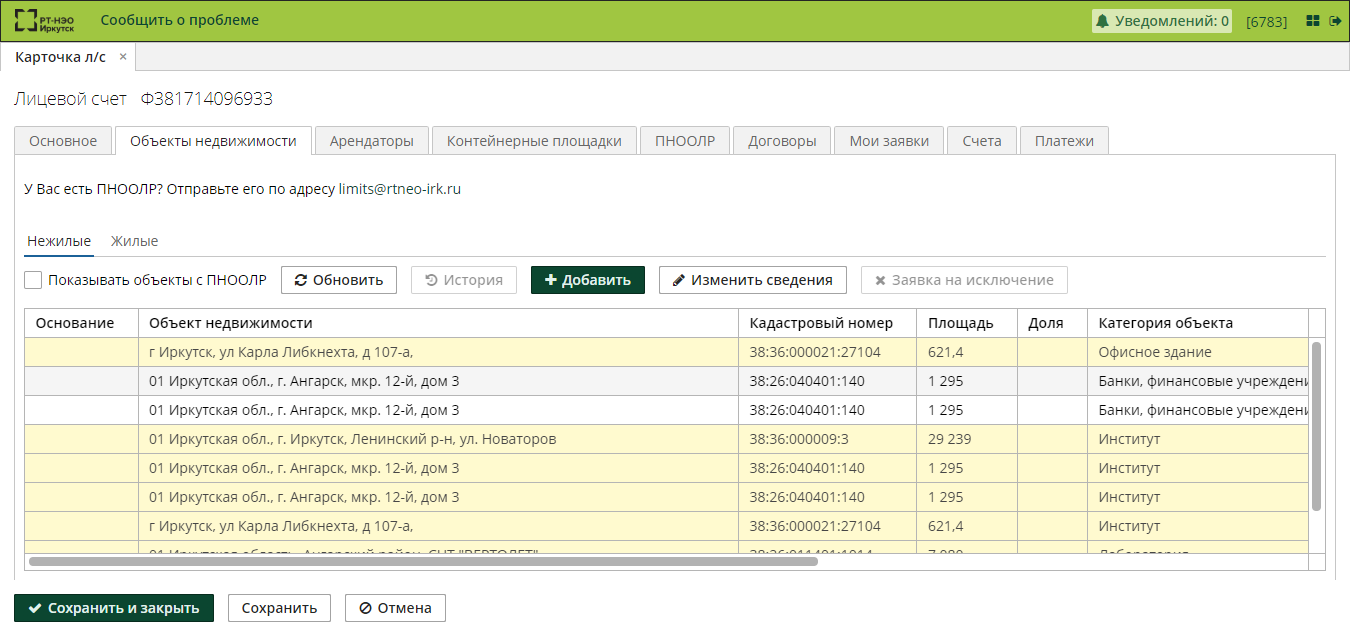 РТ-НЭО Иркутск Сообщить о проблеме Уведомлений: 0 [6783]
Карточка л/с ×
Лицевой счет Ф381714096933
Основное Объекты недвижимости Арендаторы Контейнерные площадки ПНООЛР Договоры Мои заявки Счета Платежи
У Вас есть ПНООЛР? Отправьте его по адресу limits@rtneo-irk.ru
Нежилые Жилые
Показывать объекты с ПНООЛР Обновить История Добавить Изменить сведения Заявка на исключение
Основание Объект недвижимости Кадастровый номер Площадь Доля Категория объекта
г Иркутск, ул Карла Либкнехта, д 107-а, 38:36:000021:27104 621,4 Офисное здание
01 Иркутская обл., г. Ангарск, мкр. 12-й, дом 3 38:26:040401:140 1 295 Банки, финансовые учреждени
01 Иркутская обл., г. Ангарск, мкр. 12-й, дом 3 38:26:040401:140 1 295 Банки, финансовые учреждени
01 Иркутская обл., г. Иркутск, Ленинский р-н, ул. Новаторов 38:36:000009:3 29 239 Институт
01 Иркутская обл., г. Ангарск, мкр. 12-й, дом 3 38:26:040401:140 1 295 Институт
01 Иркутская обл., г. Ангарск, мкр. 12-й, дом 3 38:26:040401:140 1 295 Институт
г Иркутск, ул Карла Либкнехта, д 107-а, 38:36:000021:27104 621,4 Институт
Сохранить и закрыть Сохранить Отмена